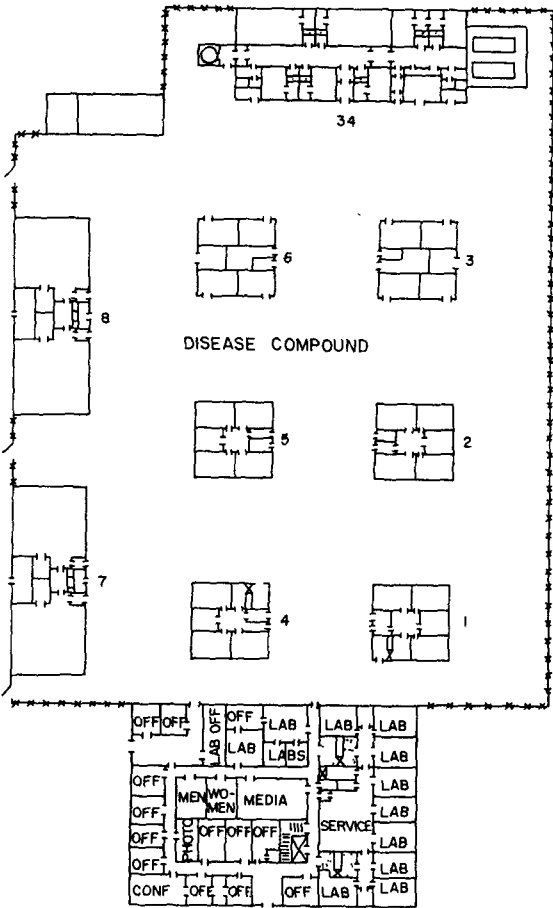 34
6
3
8
DISEASE COMPOUND
5
2
7
4
1
OFF OFF LAB OFF OFF LAB LAB LAB
LAB LABS LAB
OFF MEN WO- MEDIA LAB
MEN
OFF LAB
OFF PHOTO OFF OFF OFF SERVICE LAB
OFF LAB
CONF OFF OFF OFF LAB LAB